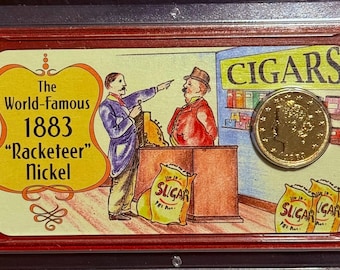 The
World-Famous
1883
"Racketeer"
Nickel
CIGARS
SUGAR
SUGAR